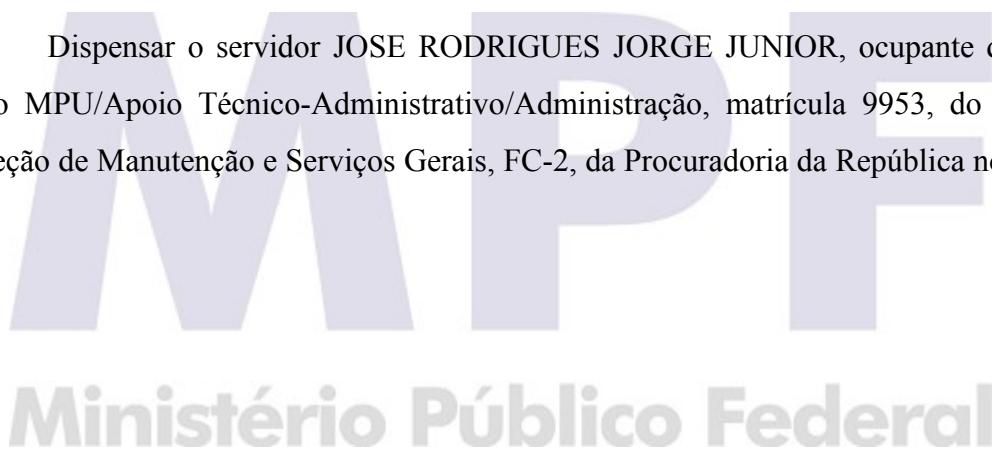 Dispensar o servidor JOSE RODRIGUES JORGE JUNIOR, ocupante
MPU/Apoio Técnico-Administrativo/Administração, matrícula 9953, do
de Manutenção e Serviços Gerais, FC-2, da Procuradoria da República
MPF
Ministério Público Federal